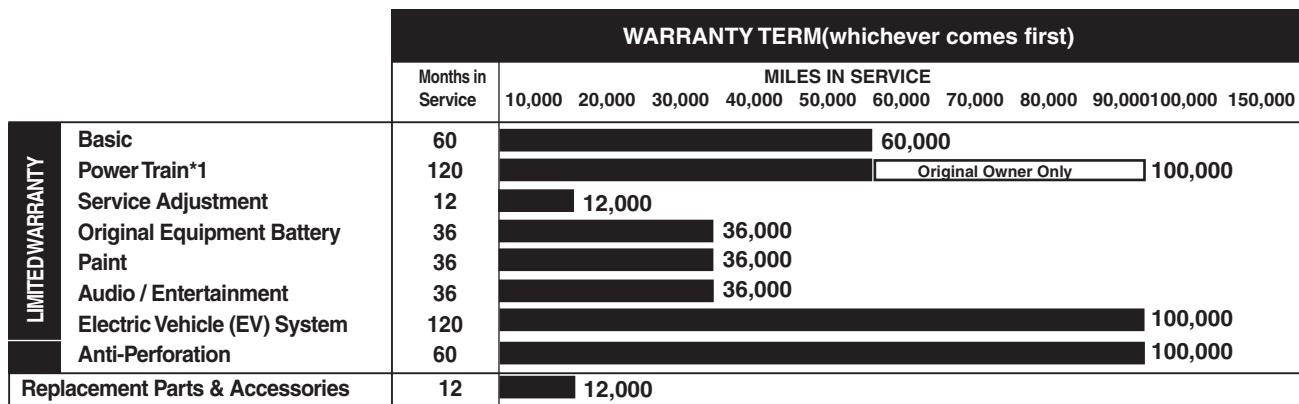 WARRANTY TERM(whichever comes first)
Months in Service
MILES IN SERVICE
10,000 20,000 30,000 40,000 50,000 60,000 70,000 80,000 90,000100,000 150,000
LIMITED WARRANTY
Basic 60 60,000
Power Train*1 120 Original Owner Only 100,000
Service Adjustment 12 12,000
Original Equipment Battery 36 36,000
Paint 36 36,000
Audio / Entertainment 36 36,000
Electric Vehicle (EV) System 120 100,000
Anti-Perforation 60 100,000
Replacement Parts & Accessories 12 12,000